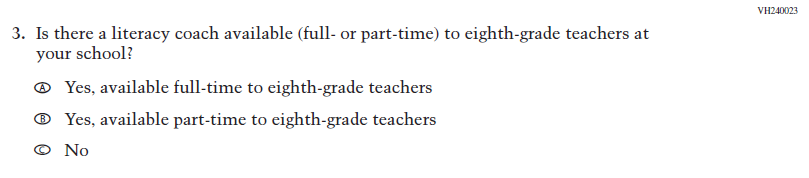 VH240023
3. Is there a literacy coach available (full- or part-time) to eighth-grade teachers at
your school?
A Yes, available full-time to eighth-grade teachers
B Yes, available part-time to eighth-grade teachers
C No